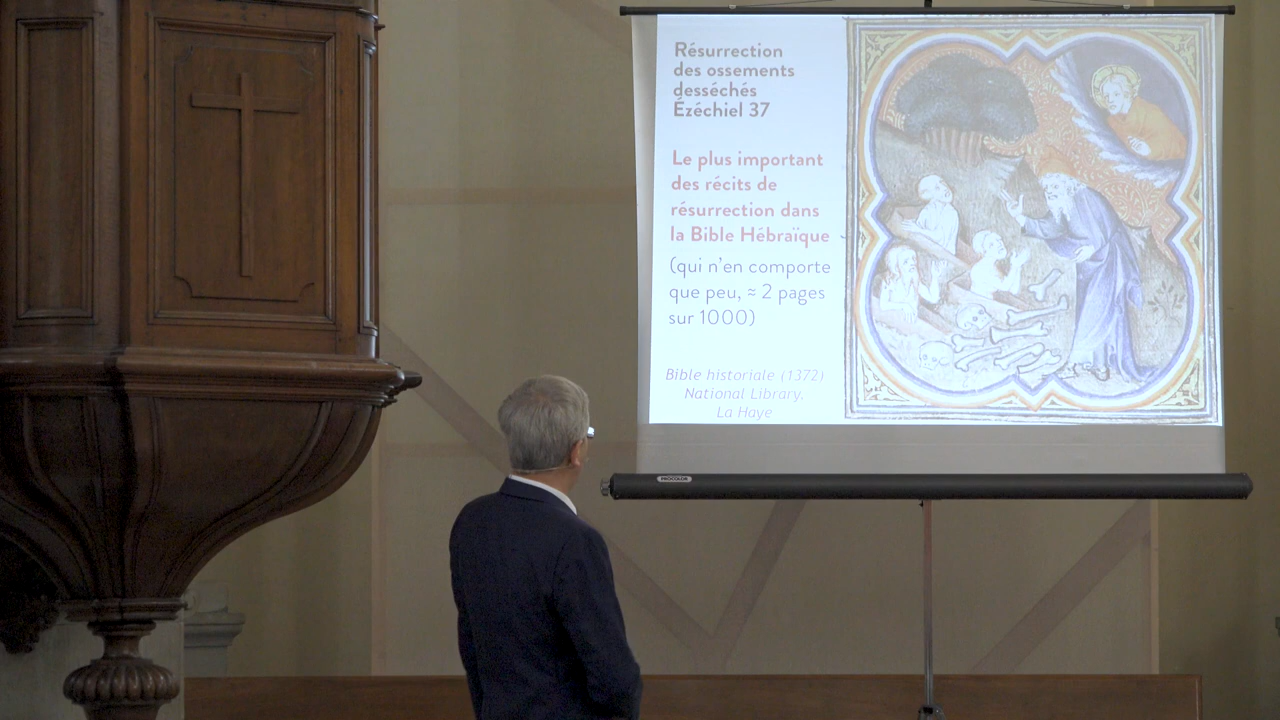 Résurrection
des ossements
desséchés
Ézéchiel 37
Le plus important
des récits de
résurrection dans
la Bible Hébraïque
(qui n'en comporte
que peu, ≈ 2 pages
sur 1000)
Bible historiale (1372)
National Library,
La Haye
PROCOLOR